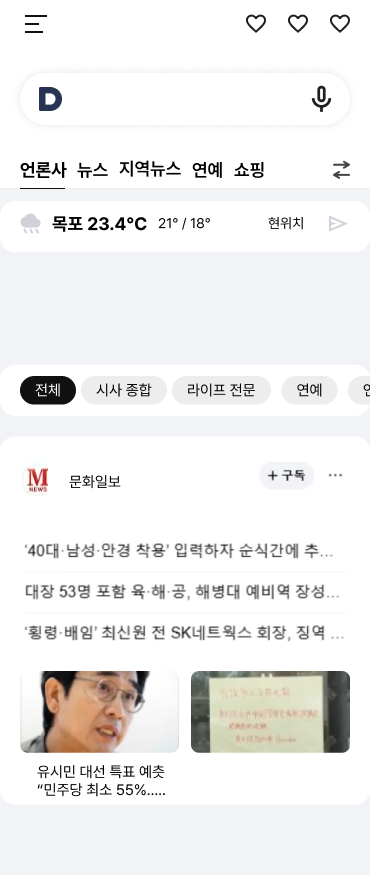 D
언론사 뉴스 지역뉴스 연예 쇼핑
목포 23.4°C 21° / 18° 현위치
전체 시사 종합 라이프 전문 연예
M
NEWS
문화일보
+ 구독 ...
‘40대·남성·안경 착용’ 입력하자 순식간에 추...
대장 53명 포함 육·해·공, 해병대 예비역 장성...
‘횡령·배임’ 최신원 전 SK네트웍스 회장, 징역 ...
유시민 대선 특표 예측
“민주당 최소 55%.....